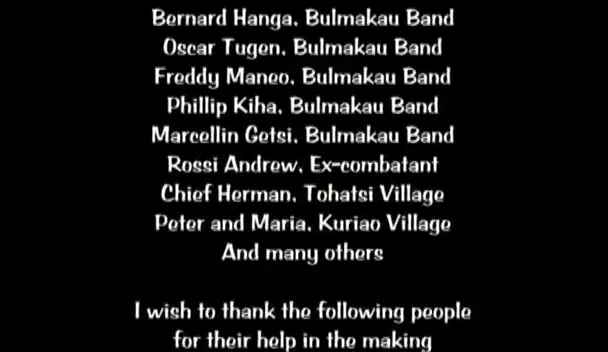 Bernard Hanga, Bulmakau Band
Oscar Tugen, Bulmakau Band
Freddy Maneo, Bulmakau Band
Phillip Kiha, Bulmakau Band
Marcellin Getsi, Bulmakau Band
Rossi Andrew, Ex-combatant
Chief Herman, Tohatsi Village
Peter and Maria, Kuriao Village
And many others
I wish to thank the following people
for their help in the making